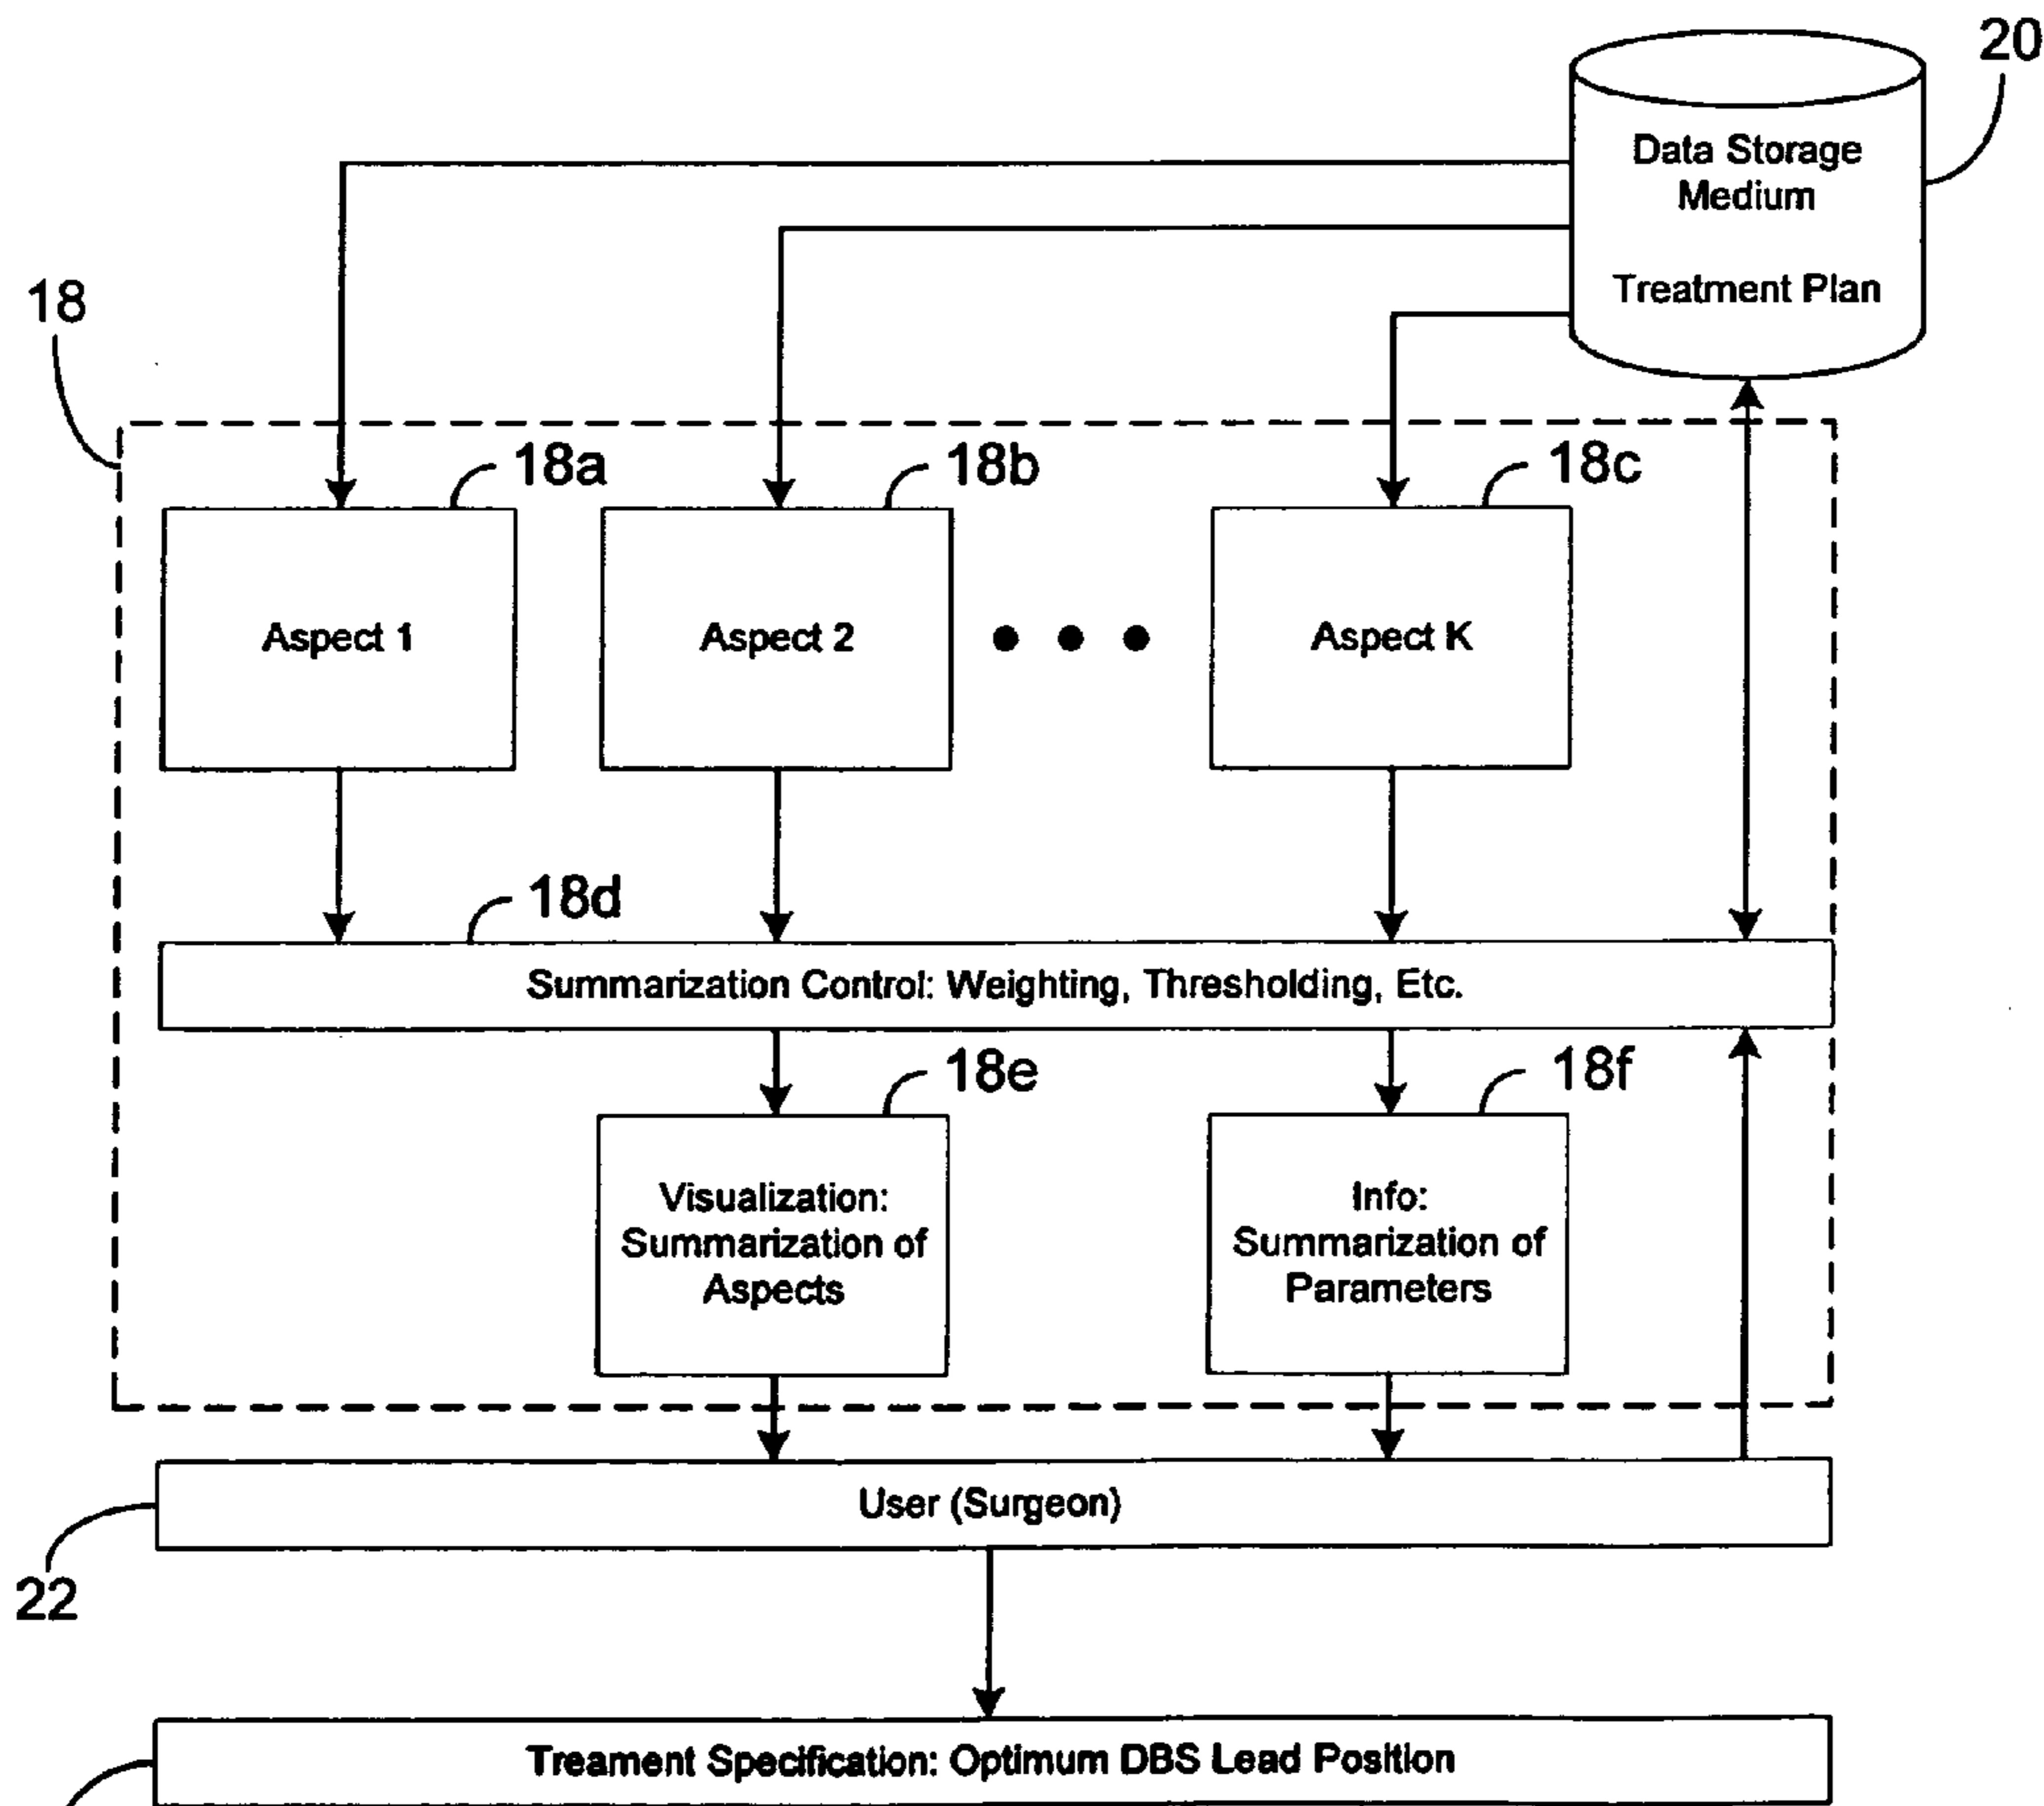 20
Data Storage
Medium
Treatment Plan
18
18a
18b
18c
Aspect 1
Aspect 2
Aspect K
18d
Summarization Control: Weighting, Thresholding, Etc.
18e
18f
Visualization:
Summarization of
Aspects
Info:
Summarization of
Parameters
User (Surgeon)
22
Treament Specification: Optimum DBS Lead Position